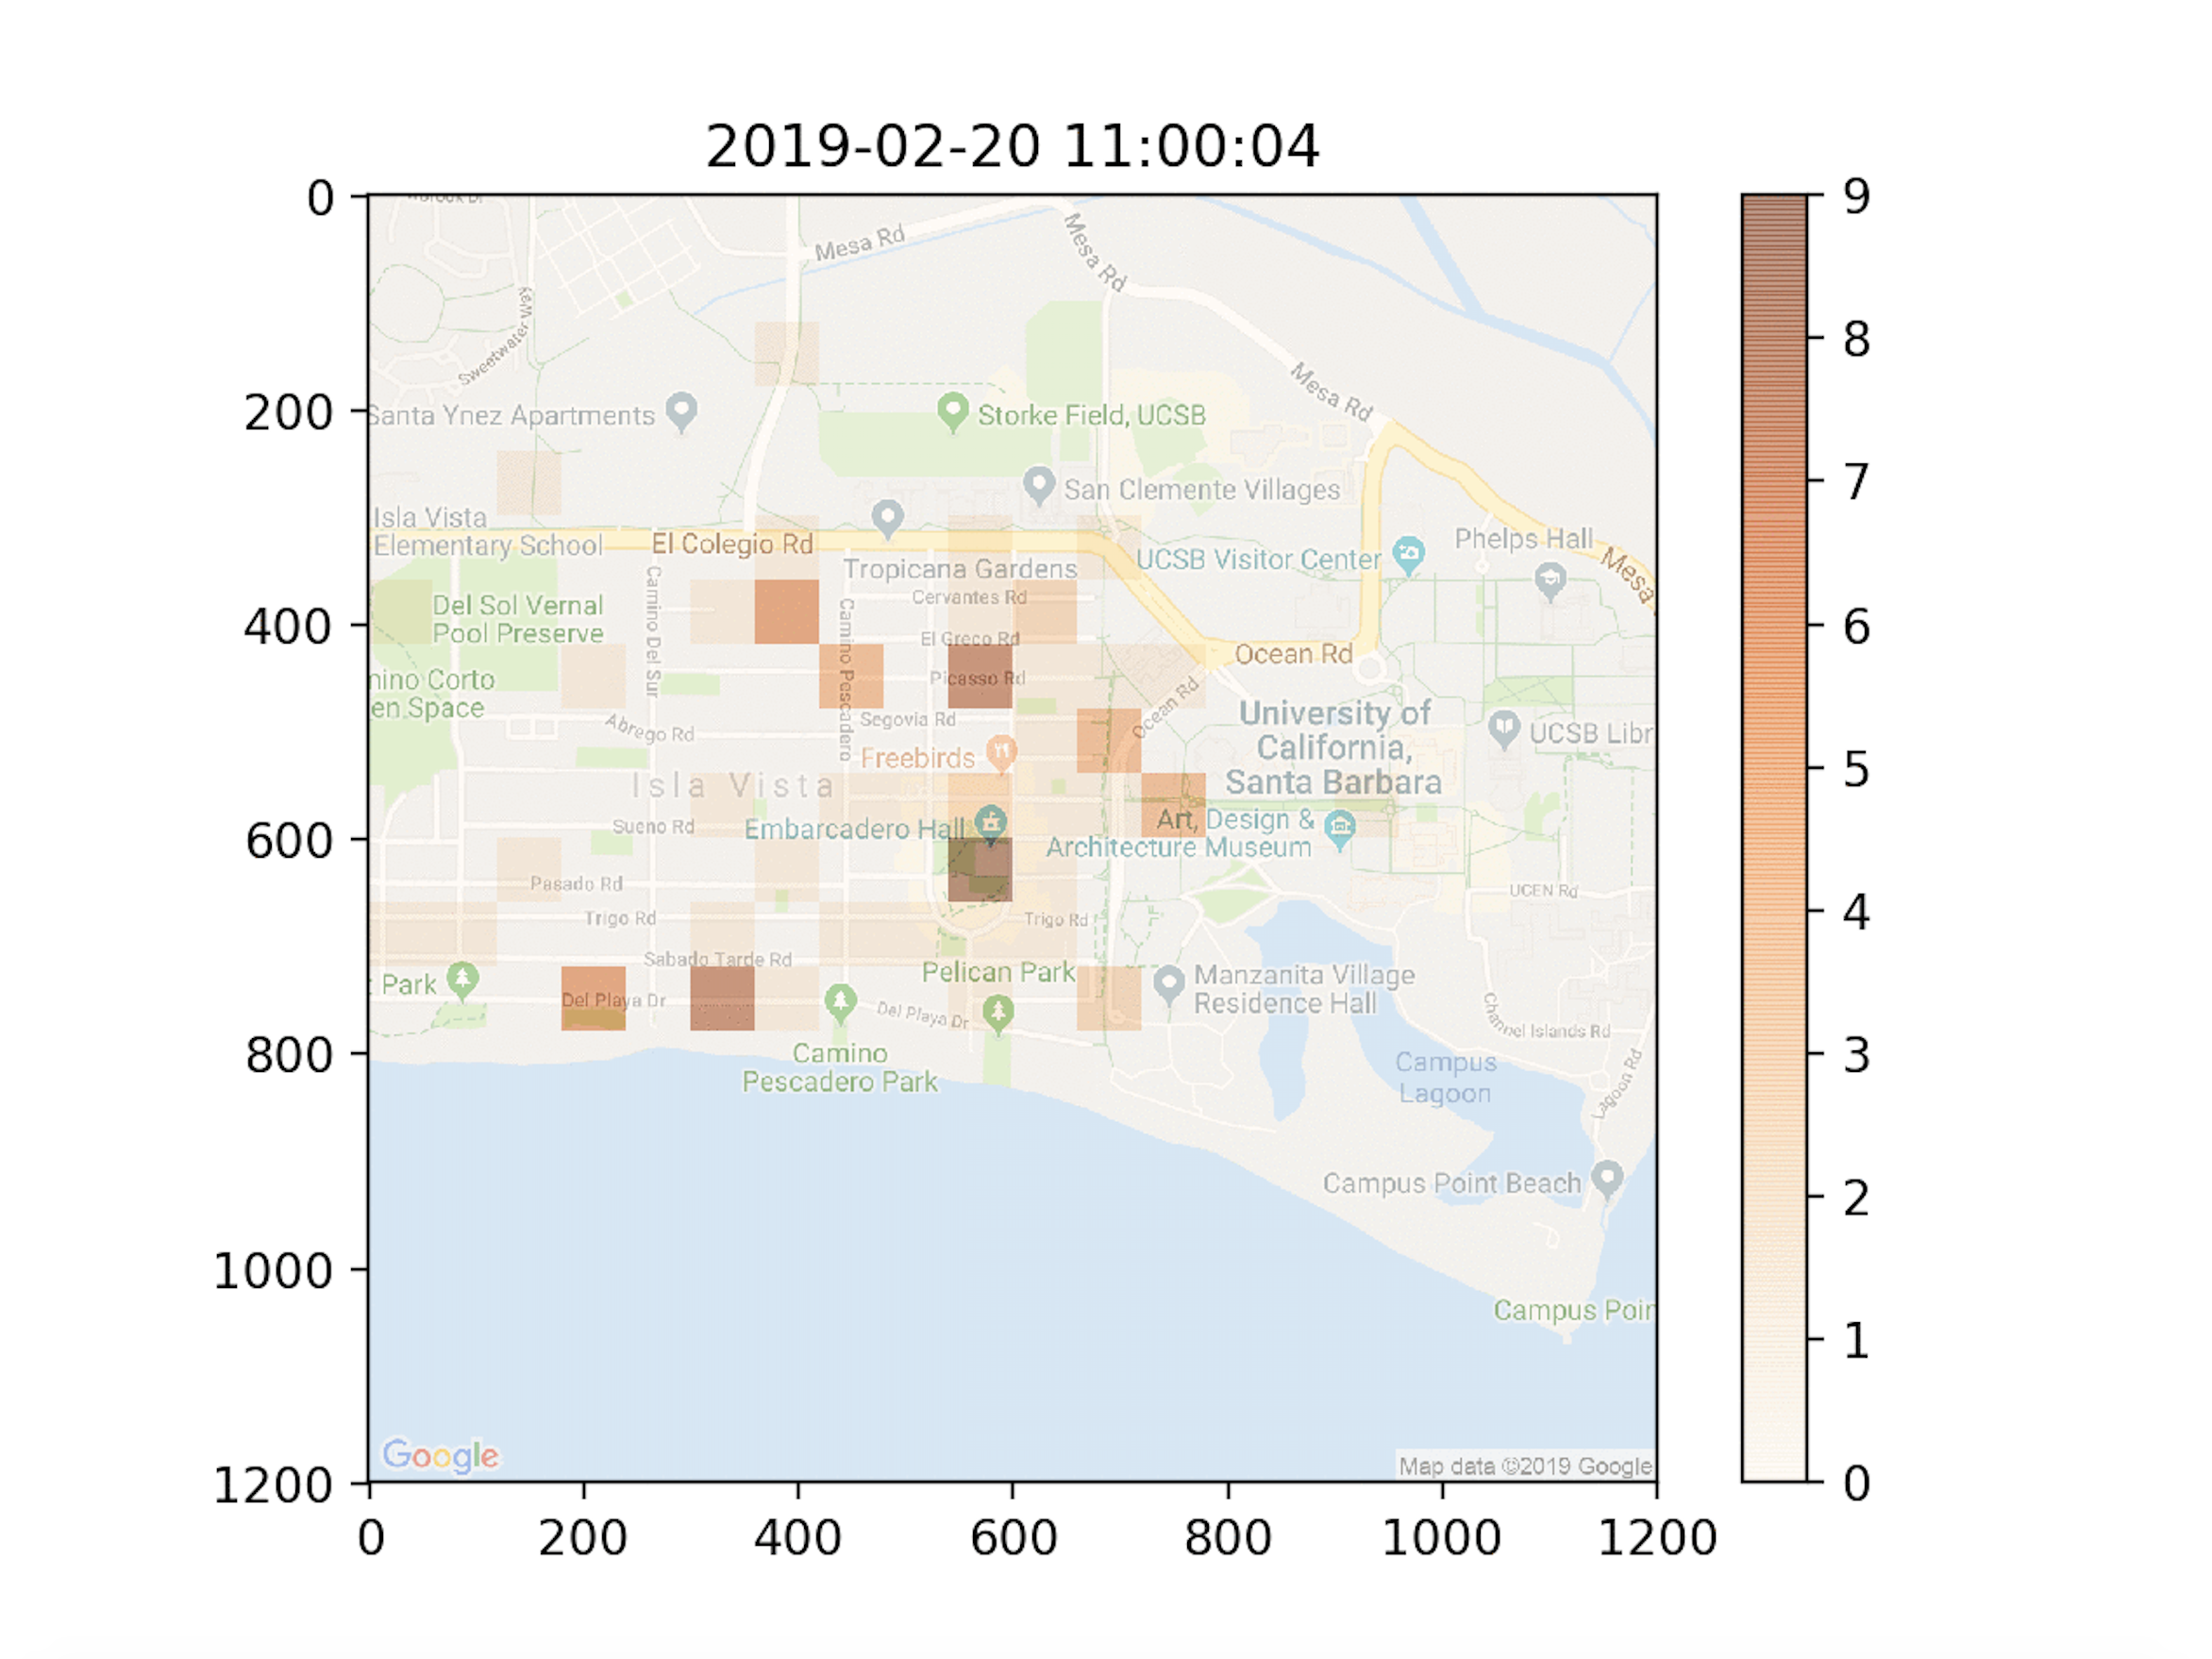 2019-02-20 11:00:04
0
200
400
600
800
1000
1200
0
200
400
600
800
1000
1200
9
8
7
6
5
4
3
2
1
0
Mesa Rd
Mesa Rd
Mesa Rd
Mesa
Sweetwater Way
Santa Ynez Apartments
Storke Field, UCSB
San Clemente Villages
Isla Vista
Elementary School
El Colegio Rd
Tropicana Gardens
UCSB Visitor Center
Phelps Hall
Cervantes Rd
Del Sol Vernal
Pool Preserve
Camino Del Sur
Camino Pescadero
El Greco Rd
Ocean Rd
Picasso Rd
nino Corto
en Space
Abrego Rd
Segovia Rd
Ocean Rd
University of
California,
Santa Barbara
UCSB Libr
Freebirds
Isla Vista
Sueno Rd
Embarcadero Hall
Art, Design &
Architecture Museum
Pasado Rd
UCEN Rd
Trigo Rd
Trigo Rd
Sabado Tarde Rd
Pelican Park
Park
Del Playa Dr
Del Playa Dr
Manzanita Village
Residence Hall
Channel Islands Rd
Camino
Pescadero Park
Campus
Lagoon
Lagoon Rd
Campus Point Beach
Campus Poin
Google
Map data ©2019 Google